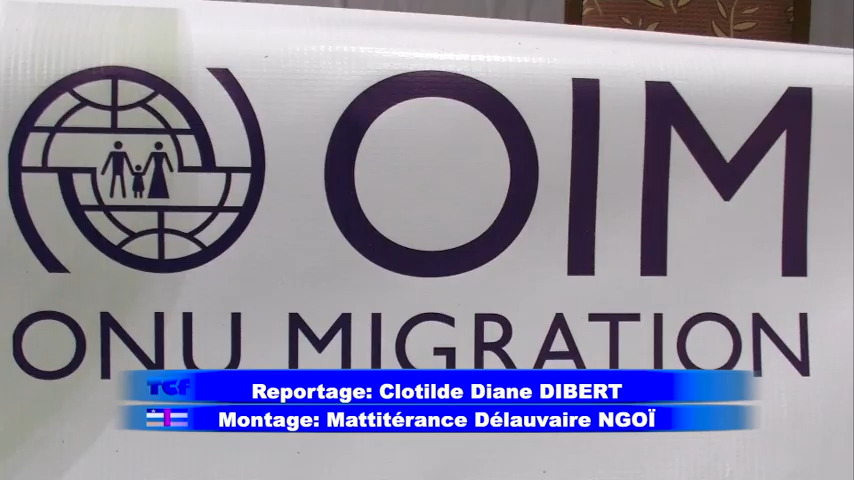 OIM
ONU MIGRATION
TCF
Reportage: Clotilde Diane DIBERT
Montage: Mattitérance Délauvaire NGOÏ